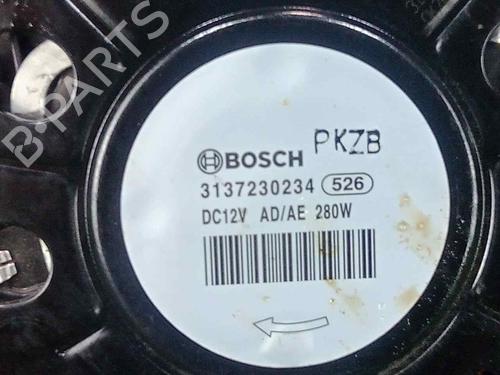 B-PARTS
PKZB
BOSCH
3137230234 526
DC12V AD/AE 280W